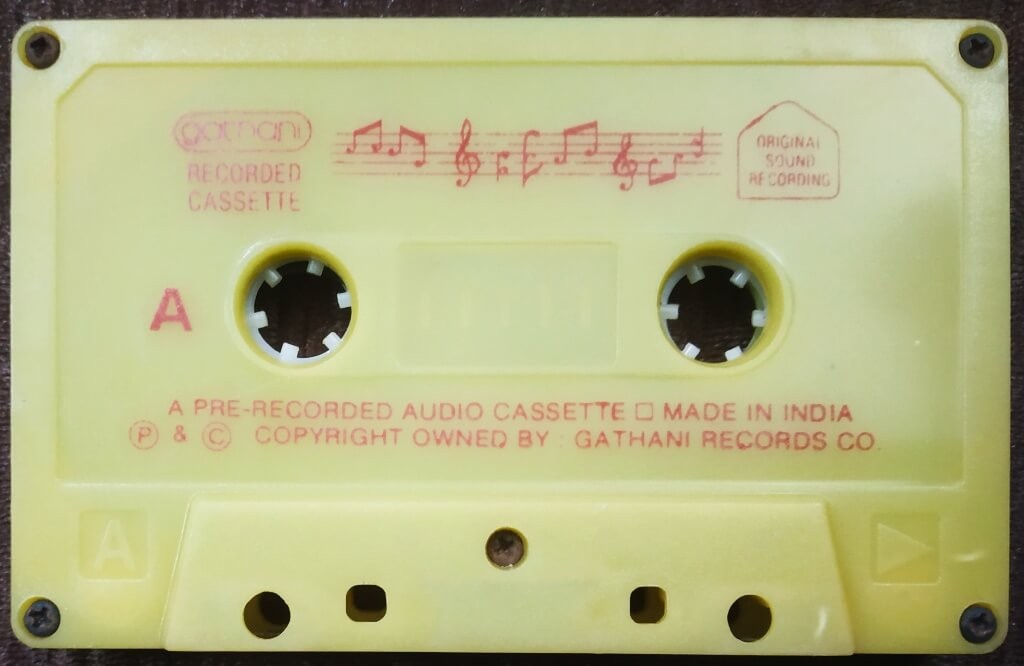 gathani
RECORDED
CASSETTE
ORIGINAL
SOUND
RECORDING
A
A PRE-RECORDED AUDIO CASSETTE □ MADE IN INDIA
Ⓟ & © COPYRIGHT OWNED BY GATHANI RECORDS CO.
A